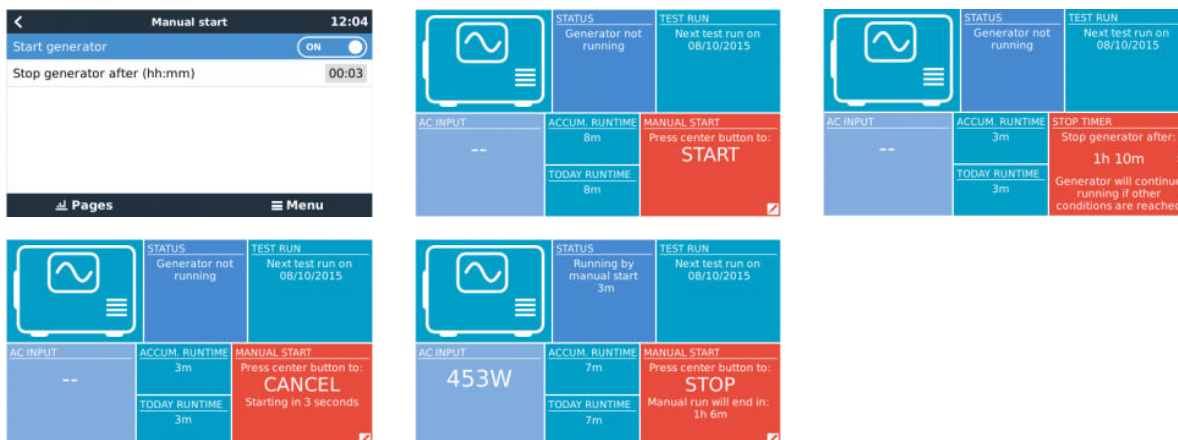 Manual start 12:04
Start generator ON
Stop generator after (hh:mm) 00:03
Pages Menu
STATUS
Generator not
running
TEST RUN
Next test run on
08/10/2015
AC INPUT
--
ACCUM. RUNTIME
8m
TODAY RUNTIME
8m
MANUAL START
Press center button to:
START
STATUS
Generator not
running
TEST RUN
Next test run on
08/10/2015
AC INPUT
--
ACCUM. RUNTIME
3m
TODAY RUNTIME
3m
STOP TIMER
Stop generator after:
1h 10m
Generator will continue
running if other
conditions are reached
STATUS
Generator not
running
TEST RUN
Next test run on
08/10/2015
AC INPUT
--
ACCUM. RUNTIME
3m
TODAY RUNTIME
3m
MANUAL START
Press center button to:
CANCEL
Starting in 3 seconds
STATUS
Running by
manual start
3m
TEST RUN
Next test run on
08/10/2015
AC INPUT
453W
ACCUM. RUNTIME
7m
TODAY RUNTIME
7m
MANUAL START
Press center button to:
STOP
Manual run will end in:
1h 6m